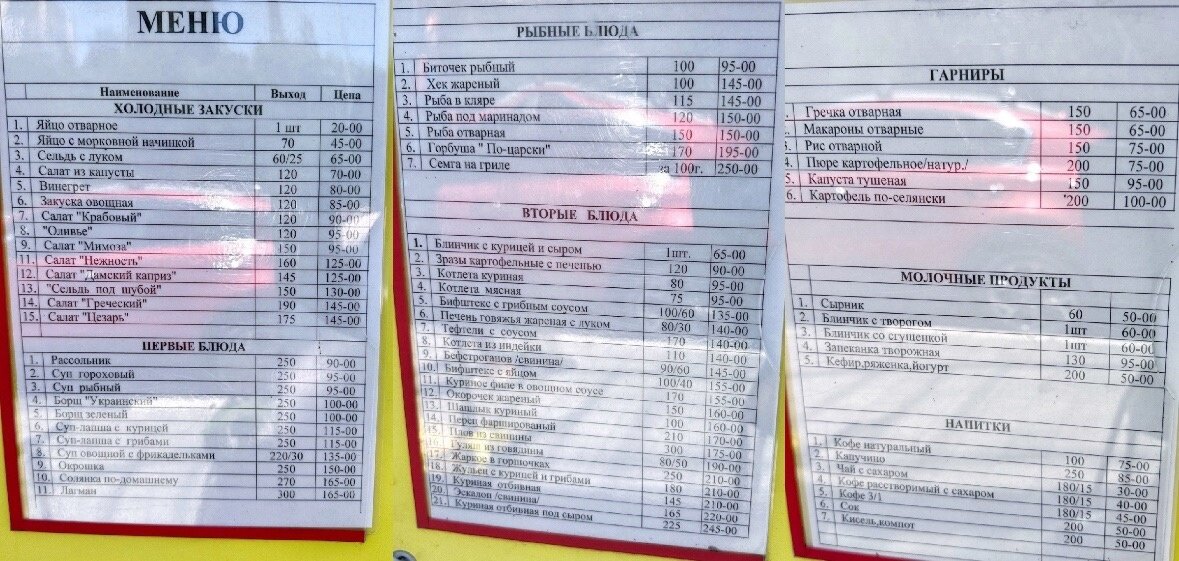 МЕНЮ
Наименование Выход Цена
ХОЛОДНЫЕ ЗАКУСКИ
1. Яйцо отварное 1 шт 20-00
2. Яйцо с морковной начинкой 70 45-00
3. Сельдь с луком 60/25 65-00
4. Салат из капусты 120 70-00
5. Винегрет 120 80-00
6. Закуска овощная 120 85-00
7. Салат "Крабовый" 120 90-00
8. "Оливье" 120 95-00
9. Салат "Мимоза" 150 95-00
11. Салат "Нежность" 160 125-00
12. Салат "Дамский каприз" 145 125-00
13. "Сельдь под шубой" 150 130-00
14. Салат "Греческий" 190 145-00
15. Салат "Цезарь" 175 145-00
ПЕРВЫЕ БЛЮДА
1. Рассольник 250 90-00
2. Суп гороховый 250 95-00
3. Суп рыбный 250 95-00
4. Борщ "Украинский" 250 100-00
5. Борщ зеленый 250 100-00
6. Суп-лапша с курицей 250 115-00
7. Суп-лапша с грибами 250 115-00
8. Суп овощной с фрикадельками 220/30 135-00
9. Окрошка 250 150-00
10. Солянка по-домашнему 270 165-00
11. Лагман 300 165-00
РЫБНЫЕ БЛЮДА
1. Биточек рыбный 100 95-00
2. Хек жареный 100 145-00
3. Рыба в кляре 115 145-00
4. Рыба под маринадом 120 150-00
5. Рыба отварная 150 150-00
6. Горбуша " По-царски" 170 195-00
7. Семга на гриле за 100г. 250-00
ВТОРЫЕ БЛЮДА
1. Блинчик с курицей и сыром 1шт. 65-00
2. Зразы картофельные с печенью 120 90-00
3. Котлета куриная 80 95-00
4. Котлета мясная 75 95-00
5. Бифштекс с грибным соусом 100/60 135-00
6. Печень говяжья жареная с луком 80/30 140-00
7. Тефтели с соусом 170 140-00
8. Котлета из индейки 110 140-00
9. Бефстроганов /свинина/ 90/60 145-00
10. Бифштекс с яйцом 100/40 155-00
11. Куриное филе в овощном соусе 170 155-00
12. Окорочек жареный 150 160-00
13. Шашлык куриный 100 160-00
14. Перец фаршированый 210 170-00
15. Плов из свинины 300 175-00
16. Гуляш из говядины 80/50 190-00
17. Жаркое в горшочках 250 210-00
18. Жульен с курицей и грибами 180 210-00
19. Куриная отбивная 145 210-00
20. Эскалоп /свинина/ 165 220-00
21. Куриная отбивная под сыром 225 245-00
ГАРНИРЫ
Гречка отварная 150 65-00
2. Макароны отварные 150 65-00
3. Рис отварной 150 75-00
4. Пюре картофельное/натур./ 200 75-00
5. Капуста тушеная 150 95-00
6. Картофель по-селянски 200 100-00
МОЛОЧНЫЕ ПРОДУКТЫ
1. Сырник 60 50-00
2. Блинчик с творогом 1шт 60-00
3. Блинчик со сгущенкой 1шт 60-00
4. Запеканка творожная 130 95-00
5. Кефир,ряженка,йогурт 200 50-00
НАПИТКИ
1. Кофе натуральный 100 75-00
2. Капучино 250 85-00
3. Чай с сахаром 180/15 30-00
4. Кофе растворимый с сахаром 180/15 40-00
5. Кофе 3/1 180/15 45-00
6. Сок 200 50-00
7. Кисель,компот 200 50-00